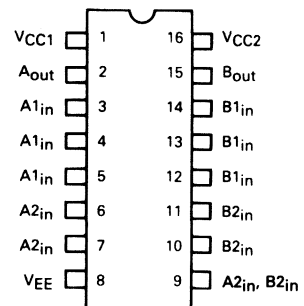 VCC1 1 16 VCC2
Aout 2 15 Bout
A1in 3 14 B1in
A1in 4 13 B1in
A1in 5 12 B1in
A2in 6 11 B2in
A2in 7 10 B2in
VEE 8 9 A2in, B2in